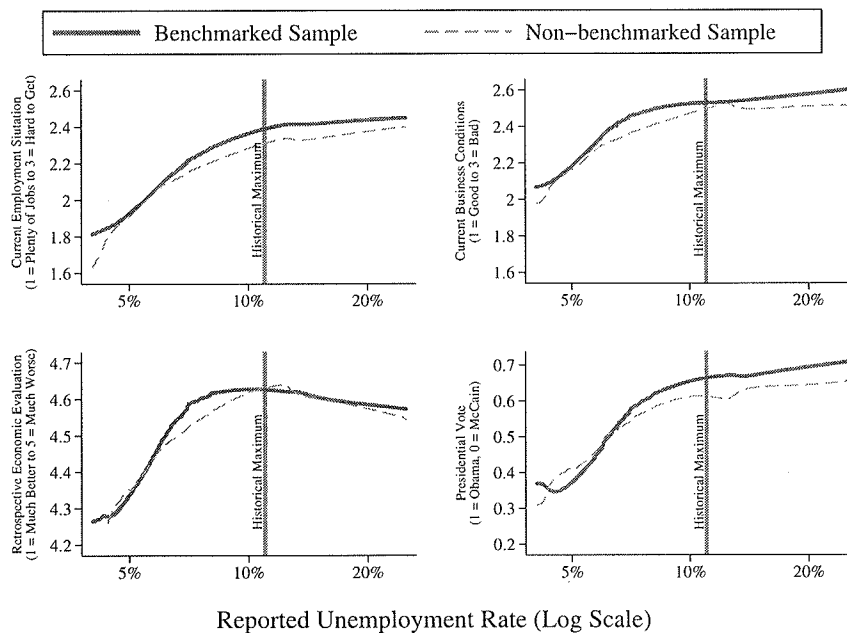 Benchmarked Sample
Non-benchmarked Sample
Current Employment Siutation
(1 = Plenty of Jobs to 3 = Hard to Get)
2.6
2.4
2.2
2
1.8
1.6
Historical Maximum
5%
10%
20%
Current Business Conditions
(1 = Good to 3 = Bad)
2.6
2.4
2.2
2
1.8
1.6
Historical Maximum
5%
10%
20%
Retrospective Economic Evaluation
(1 = Much Better to 5 = Much Worse)
4.7
4.6
4.5
4.4
4.3
4.2
Historical Maximum
5%
10%
20%
Presidential Vote
(1 = Obama, 0 = McCain)
0.7
0.6
0.5
0.4
0.3
0.2
Historical Maximum
5%
10%
20%
Reported Unemployment Rate (Log Scale)